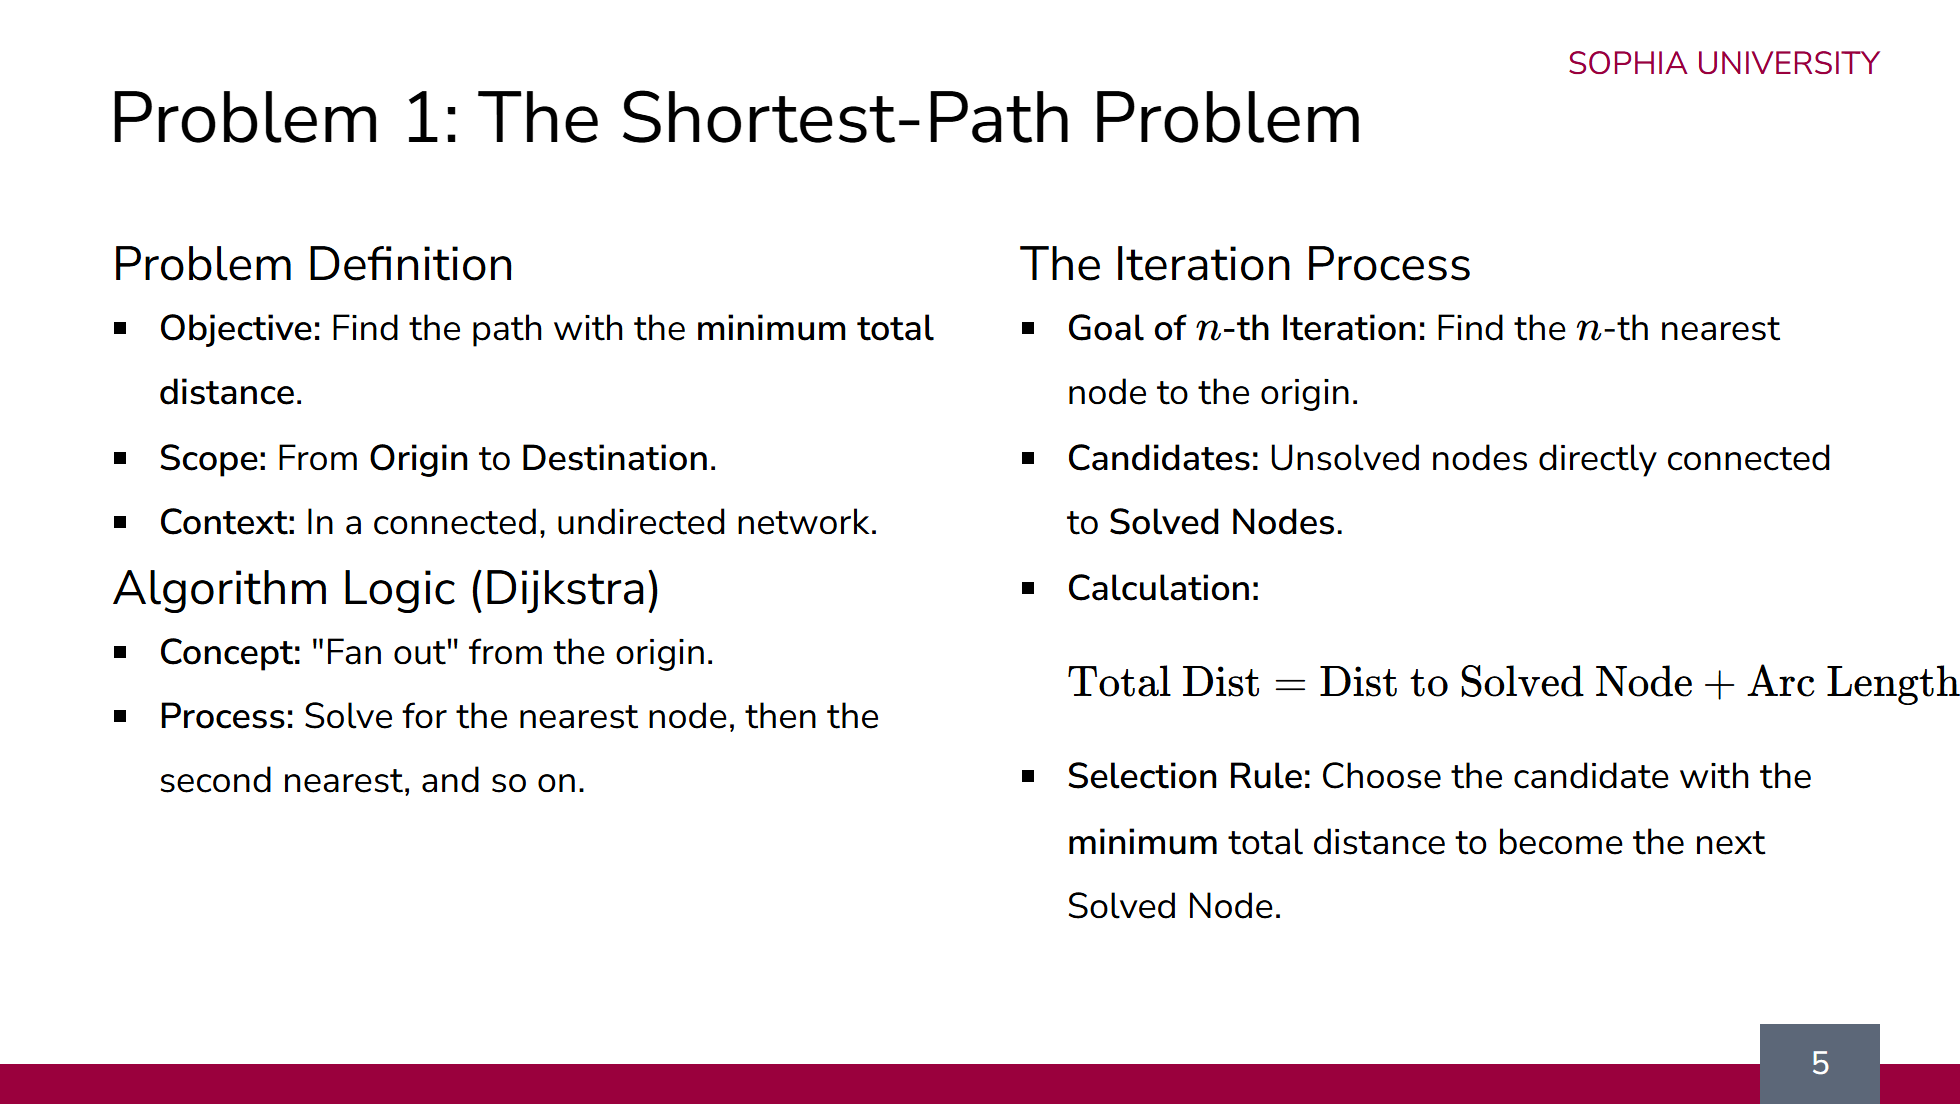 SOPHIA UNIVERSITY
Problem 1: The Shortest-Path Problem
Problem Definition
▪ Objective: Find the path with the minimum total
distance.
▪ Scope: From Origin to Destination.
▪ Context: In a connected, undirected network.
Algorithm Logic (Dijkstra)
▪ Concept: "Fan out" from the origin.
▪ Process: Solve for the nearest node, then the
second nearest, and so on.
The Iteration Process
▪ Goal of n-th Iteration: Find the n-th nearest
node to the origin.
▪ Candidates: Unsolved nodes directly connected
to Solved Nodes.
▪ Calculation:
Total Dist = Dist to Solved Node + Arc Length
▪ Selection Rule: Choose the candidate with the
minimum total distance to become the next
Solved Node.
5